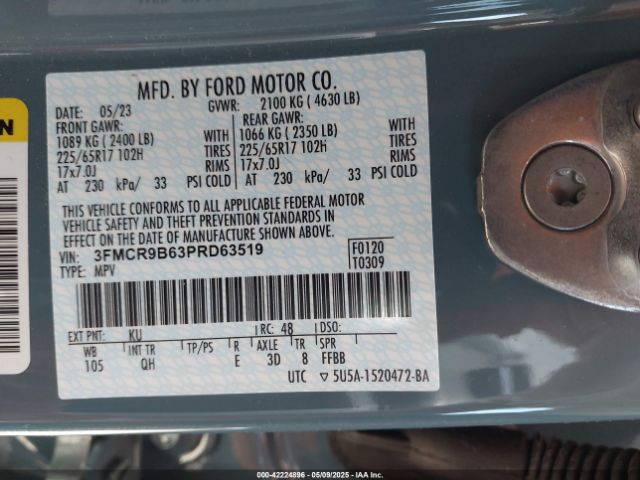 MFD. BY FORD MOTOR CO.
DATE: 05/23 GVWR: 2100 KG ( 4630 LB)
FRONT GAWR: REAR GAWR:
1089 KG ( 2400 LB) WITH 1066 KG ( 2350 LB) WITH
225/65R17 102H TIRES 225/65R17 102H TIRES
17x7.0J RIMS 17x7.0J RIMS
AT 230 kPa/ 33 PSI COLD AT 230 kPa/ 33 PSI COLD
THIS VEHICLE CONFORMS TO ALL APPLICABLE FEDERAL MOTOR
VEHICLE SAFETY AND THEFT PREVENTION STANDARDS IN
EFFECT ON THE DATE OF MANUFACTURE SHOWN ABOVE.
VIN: 3FMCR9B63PRD63519 F0120
TYPE: MPV T0309
EXT PNT: KU RC: 48 DSO:
WB INT TR TP/PS R AXLE TR SPR
105 QH E 3D 8 FFBB
UTC ▽ 5U5A-1520472-BA
000-42224896 - 05/09/2025 - IAAI.COM